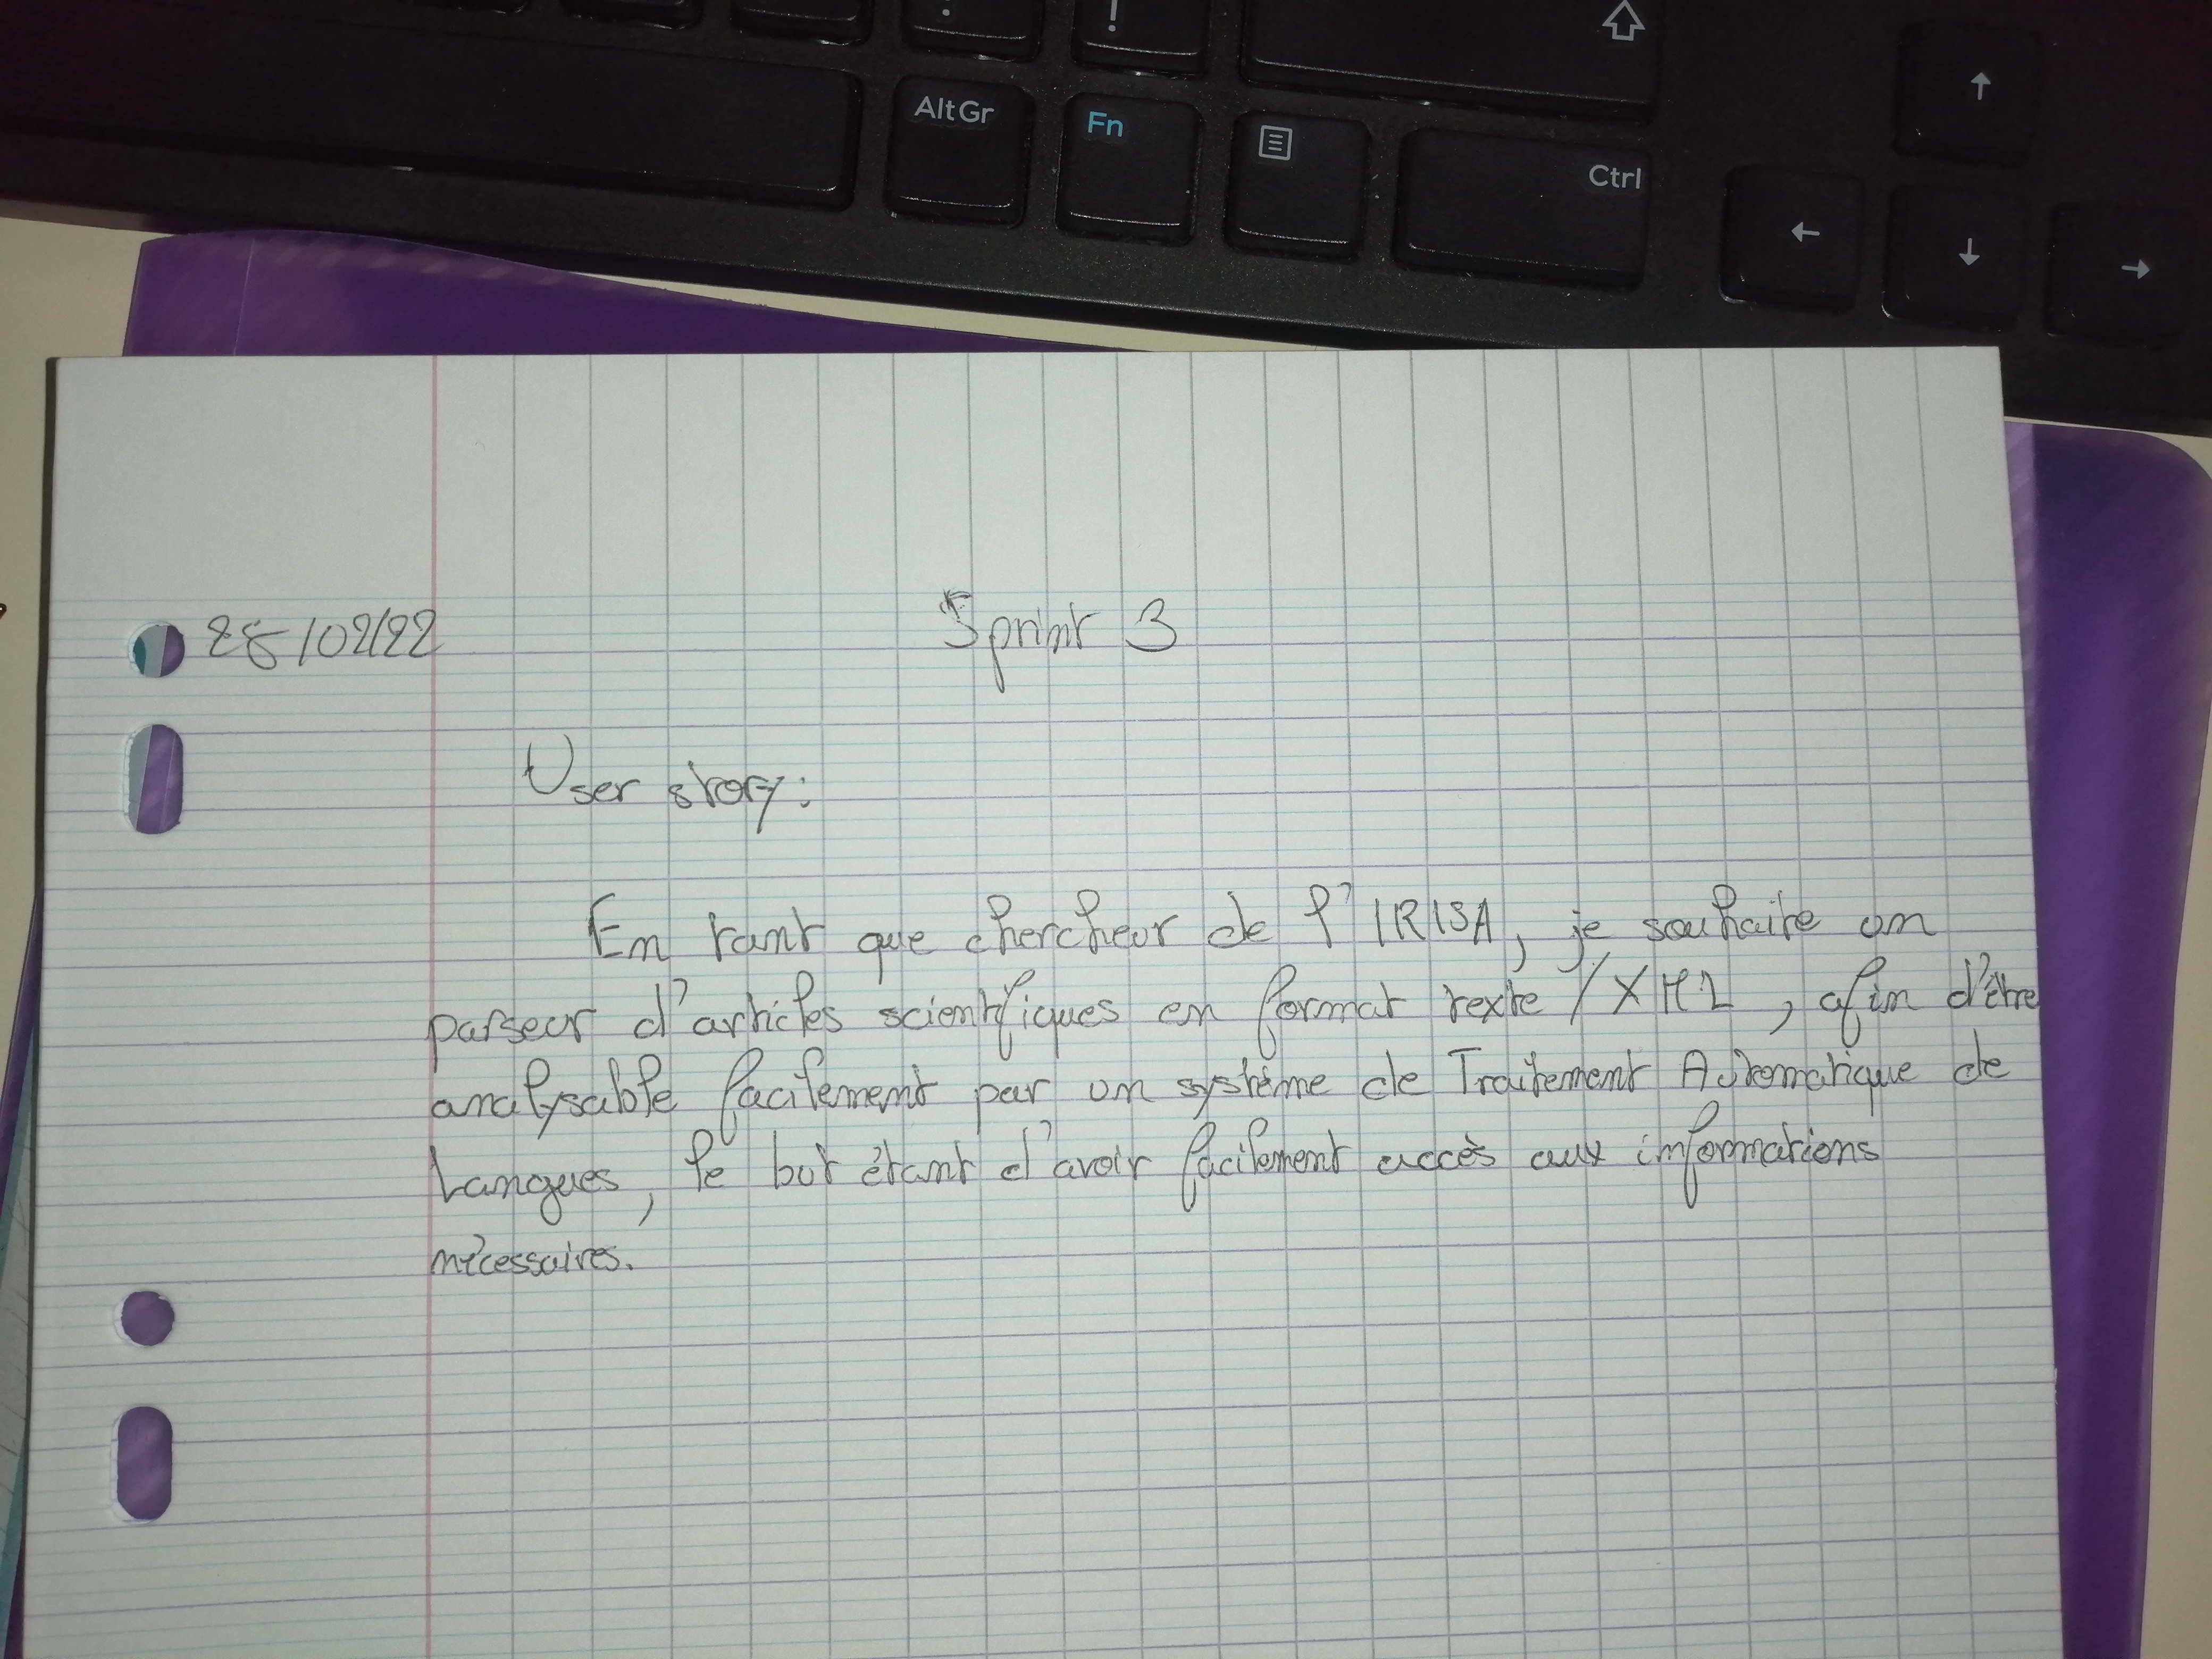 : !
AltGr Fn Ctrl
28/02/22 Sprint 3
User story:
En tant que chercheur de l'IRISA, je souhaite un
parseur d'articles scientifiques en format texte / XML, afin d'être
analysable facilement par un système de Traitement Automatique de
Langues, le but étant d'avoir facilement accès aux informations
nécessaires.